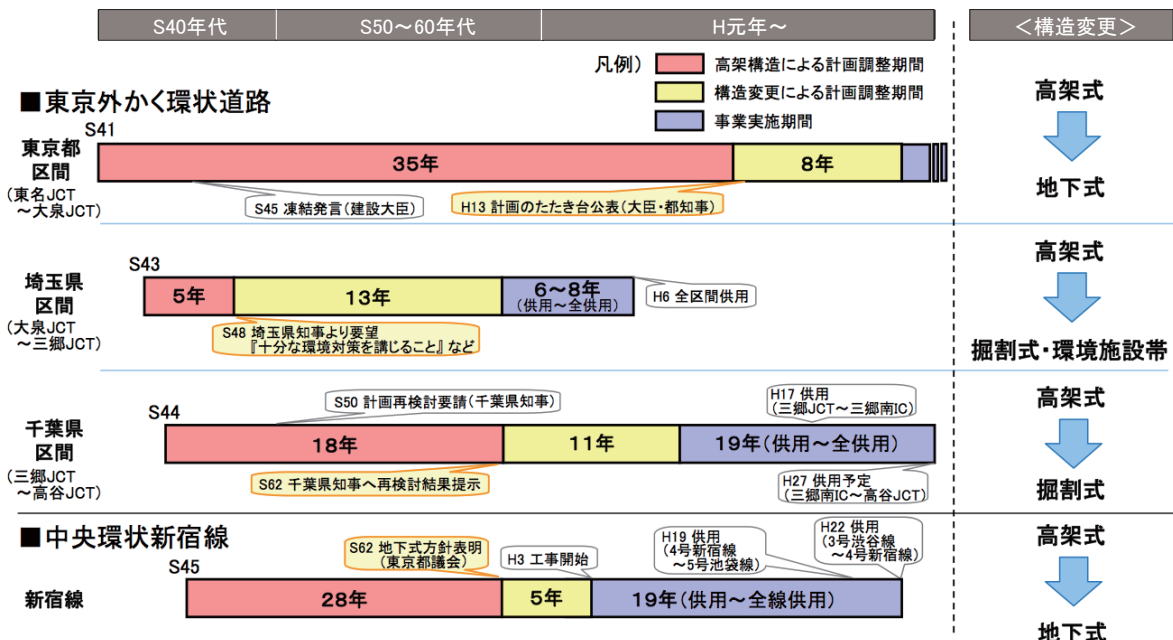 S40年代
S50～60年代
H元年～
＜構造変更＞
凡例）
高架構造による計画調整期間
構造変更による計画調整期間
事業実施期間
■東京外かく環状道路
S41
東京都
区間
（東名JCT
～大泉JCT）
35年
8年
S45 凍結発言（建設大臣）
H13 計画のたたき台公表（大臣・都知事）
高架式
地下式
S43
埼玉県
区間
（大泉JCT
～三郷JCT）
5年
13年
6～8年
（供用～全供用）
H6 全区間供用
S48 埼玉県知事より要望
『十分な環境対策を講じること』など
高架式
掘割式・環境施設帯
S44
千葉県
区間
（三郷JCT
～高谷JCT）
S50 計画再検討要請（千葉県知事）
H17 供用
（三郷JCT～三郷南IC）
18年
11年
19年（供用～全供用）
S62 千葉県知事へ再検討結果提示
H27 供用予定
（三郷南IC～高谷JCT）
高架式
掘割式
■中央環状新宿線
S45
新宿線
S62 地下式方針表明
（東京都議会）
H3 工事開始
H19 供用
（4号新宿線
～5号池袋線）
H22 供用
（3号渋谷線
～4号新宿線）
28年
5年
19年（供用～全線供用）
高架式
地下式